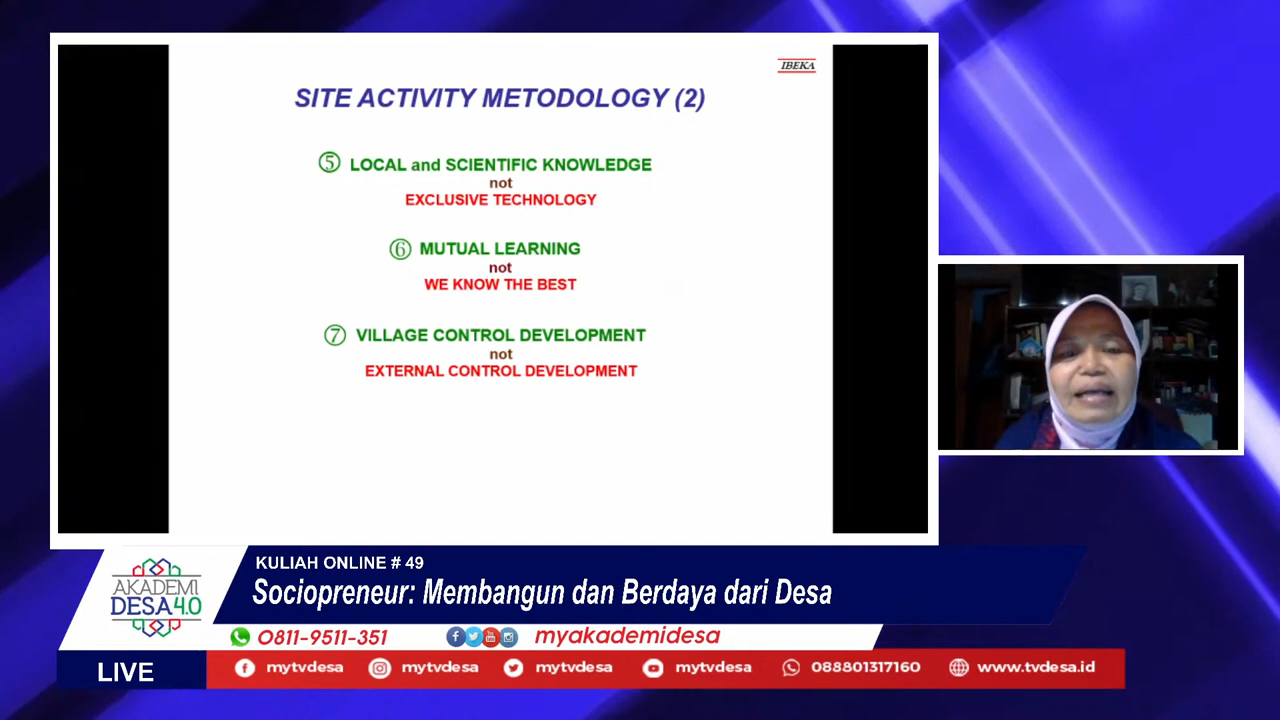 IBEKA
SITE ACTIVITY METODOLOGY (2)
⑤ LOCAL and SCIENTIFIC KNOWLEDGE
not
EXCLUSIVE TECHNOLOGY
⑥ MUTUAL LEARNING
not
WE KNOW THE BEST
⑦ VILLAGE CONTROL DEVELOPMENT
not
EXTERNAL CONTROL DEVELOPMENT
AKADEMI
DESA 4.0
KULIAH ONLINE # 49
Sociopreneur: Membangun dan Berdaya dari Desa
0811-9511-351 myakademidesa
LIVE
mytvdesa mytvdesa mytvdesa mytvdesa 088801317160 www.tvdesa.id